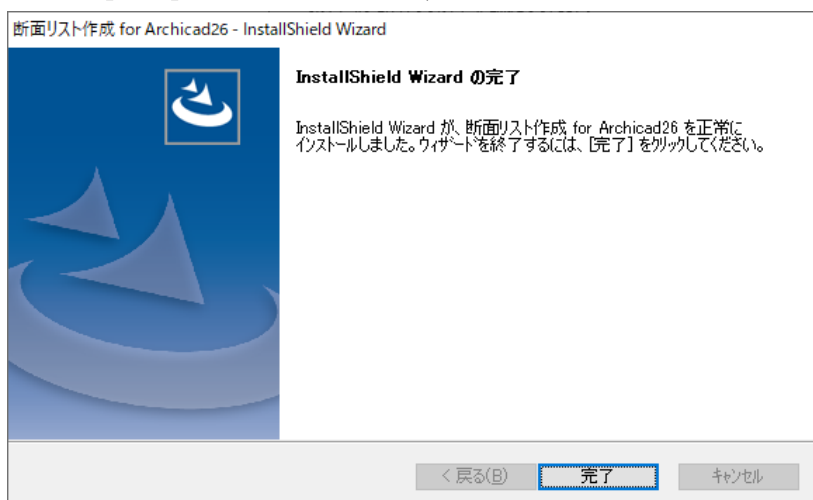 断面リスト作成 for Archicad26 - InstallShield Wizard
InstallShield Wizard の完了
InstallShield Wizard が、断面リスト作成 for Archicad26 を正常に
インストールしました。ウィザードを終了するには、[完了] をクリックしてください。
< 戻る(B)
完了
キャンセル